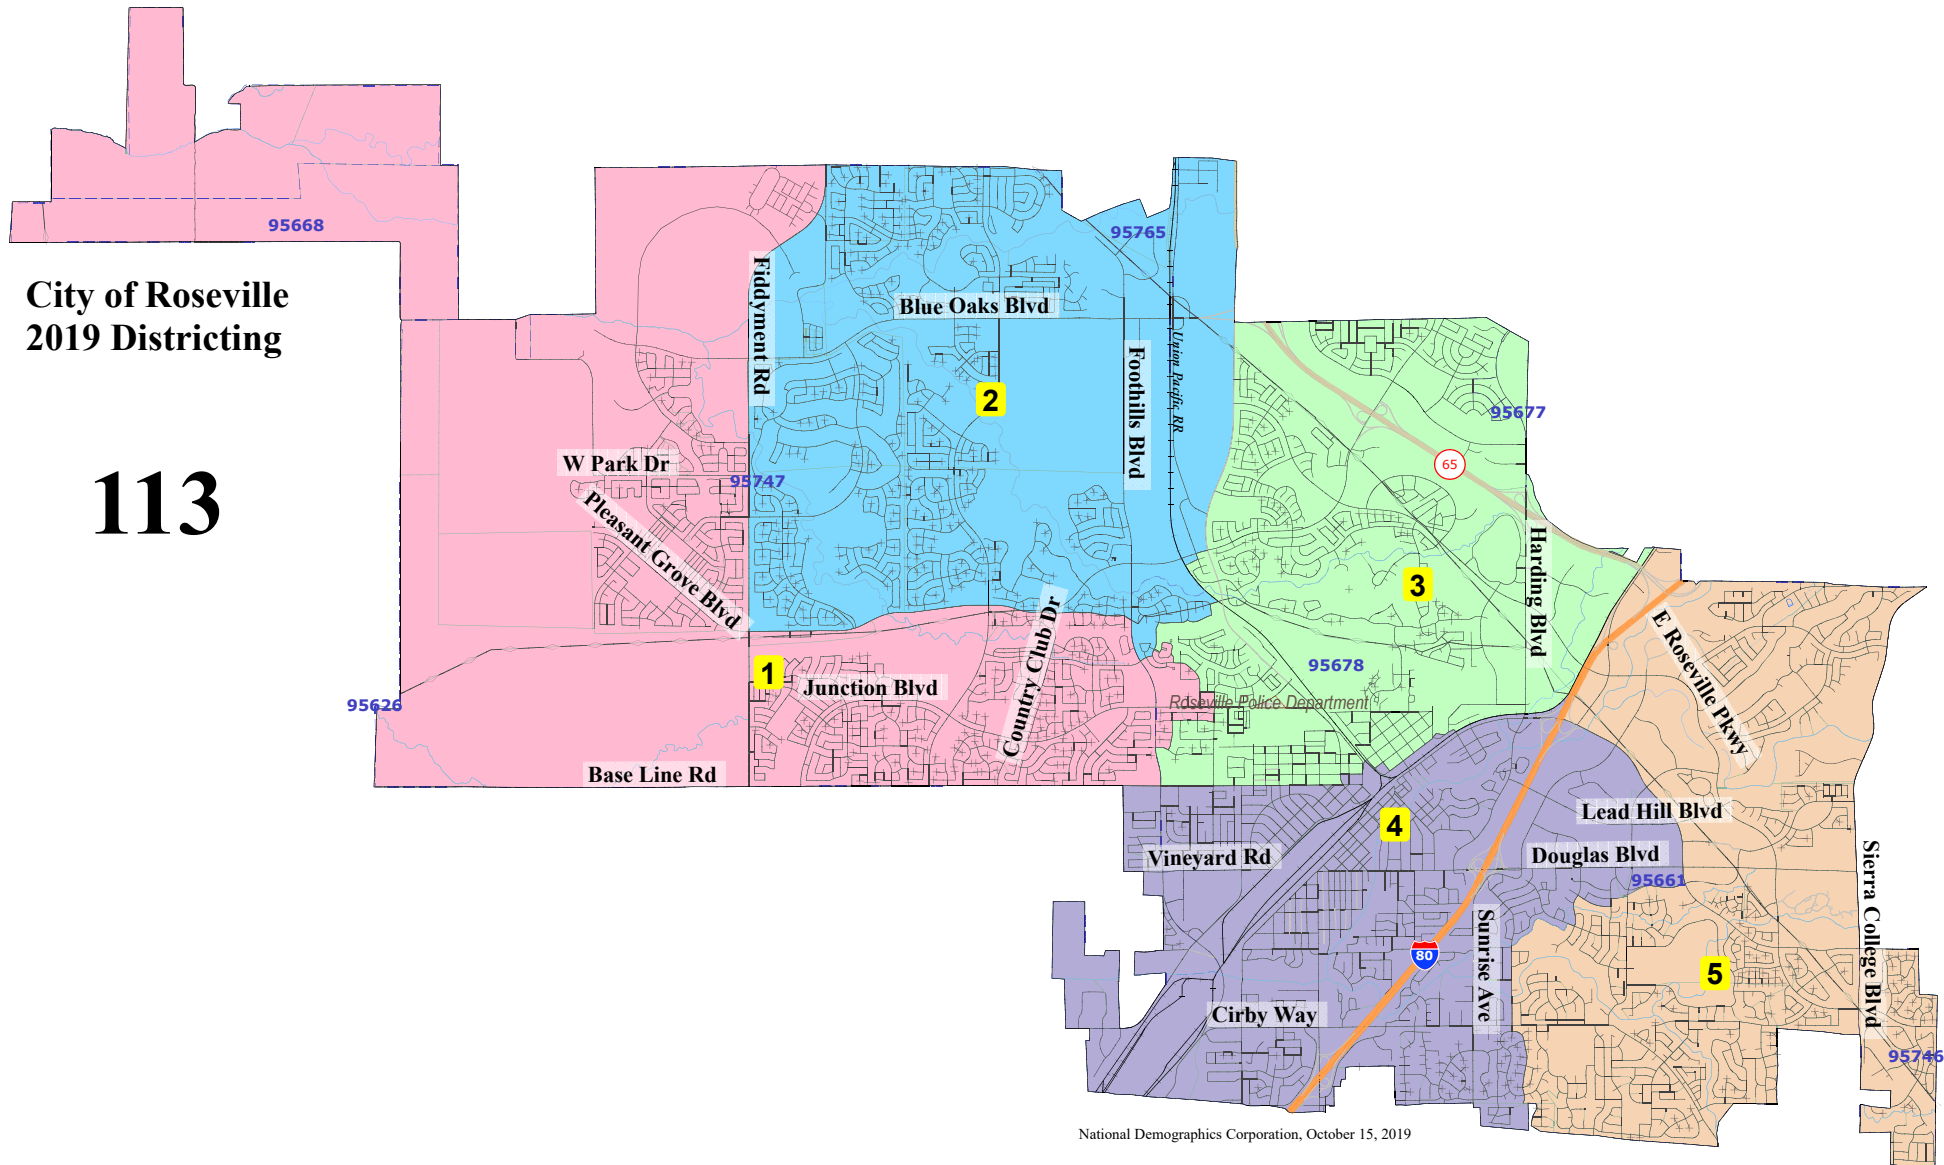 95668
95765
City of Roseville
2019 Districting
Fiddyment Rd
Blue Oaks Blvd
Foothills Blvd
Union Pacific RR
2
95677
65
113
W Park Dr
95747
Pleasant Grove Blvd
Harding Blvd
3
Country Club Dr
E Roseville Pkwy
1
95678
Junction Blvd
Roseville Police Department
95626
Base Line Rd
Lead Hill Blvd
4
Vineyard Rd
Douglas Blvd
95661
Sierra College Blvd
Sunrise Ave
80
5
Cirby Way
95746
National Demographics Corporation, October 15, 2019